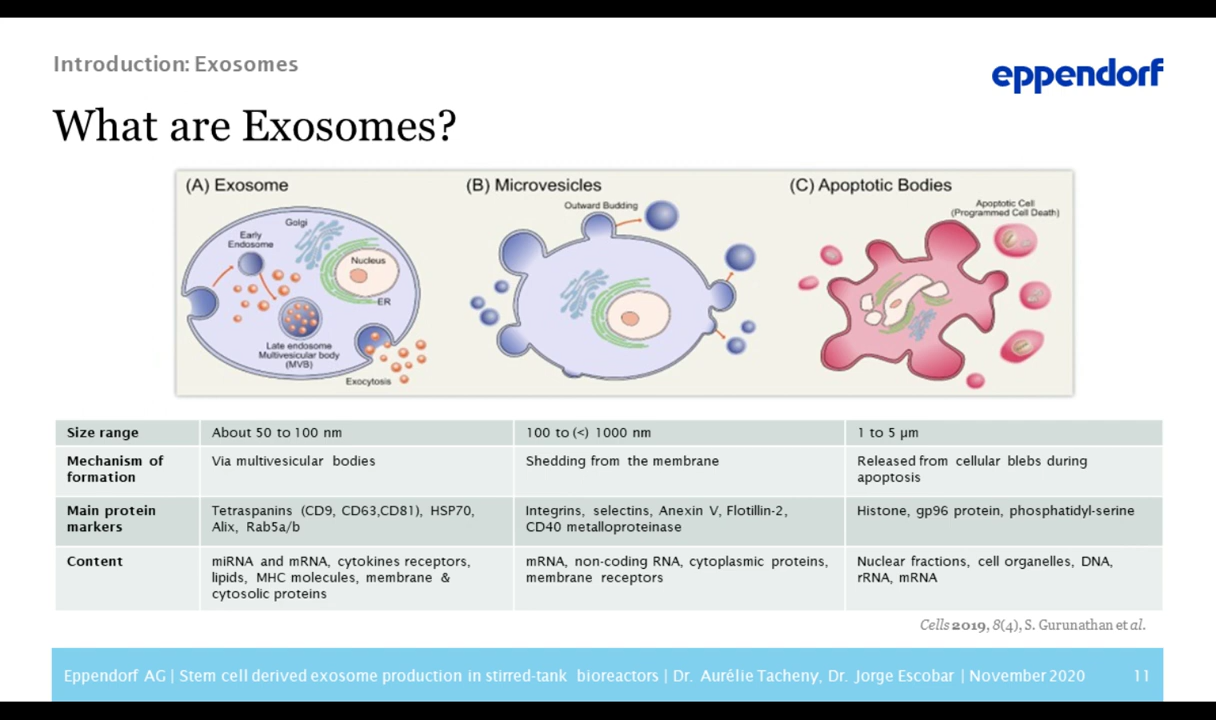 Introduction: Exosomes
eppendorf
What are Exosomes?
(A) Exosome
(B) Microvesicles
(C) Apoptotic Bodies
Golgi
Early
Endosome
Nucleus
ER
Late endosome
Multivesicular body
(MVB)
Exocytosis
Outward Budding
Apoptotic Cell
(Programmed Cell Death)
Size range
About 50 to 100 nm
100 to (<) 1000 nm
1 to 5 µm
Mechanism of
formation
Via multivesicular bodies
Shedding from the membrane
Released from cellular blebs during
apoptosis
Main protein
markers
Tetraspanins (CD9, CD63,CD81), HSP70,
Alix, Rab5a/b
Integrins, selectins, Anexin V, Flotillin-2,
CD40 metalloproteinase
Histone, gp96 protein, phosphatidyl-serine
Content
miRNA and mRNA, cytokines receptors,
lipids, MHC molecules, membrane &
cytosolic proteins
mRNA, non-coding RNA, cytoplasmic proteins,
membrane receptors
Nuclear fractions, cell organelles, DNA,
rRNA, mRNA
Cells 2019, 8(4), S. Gurunathan et al.
Eppendorf AG | Stem cell derived exosome production in stirred-tank bioreactors | Dr. Aurélie Tacheny, Dr. Jorge Escobar | November 2020
11